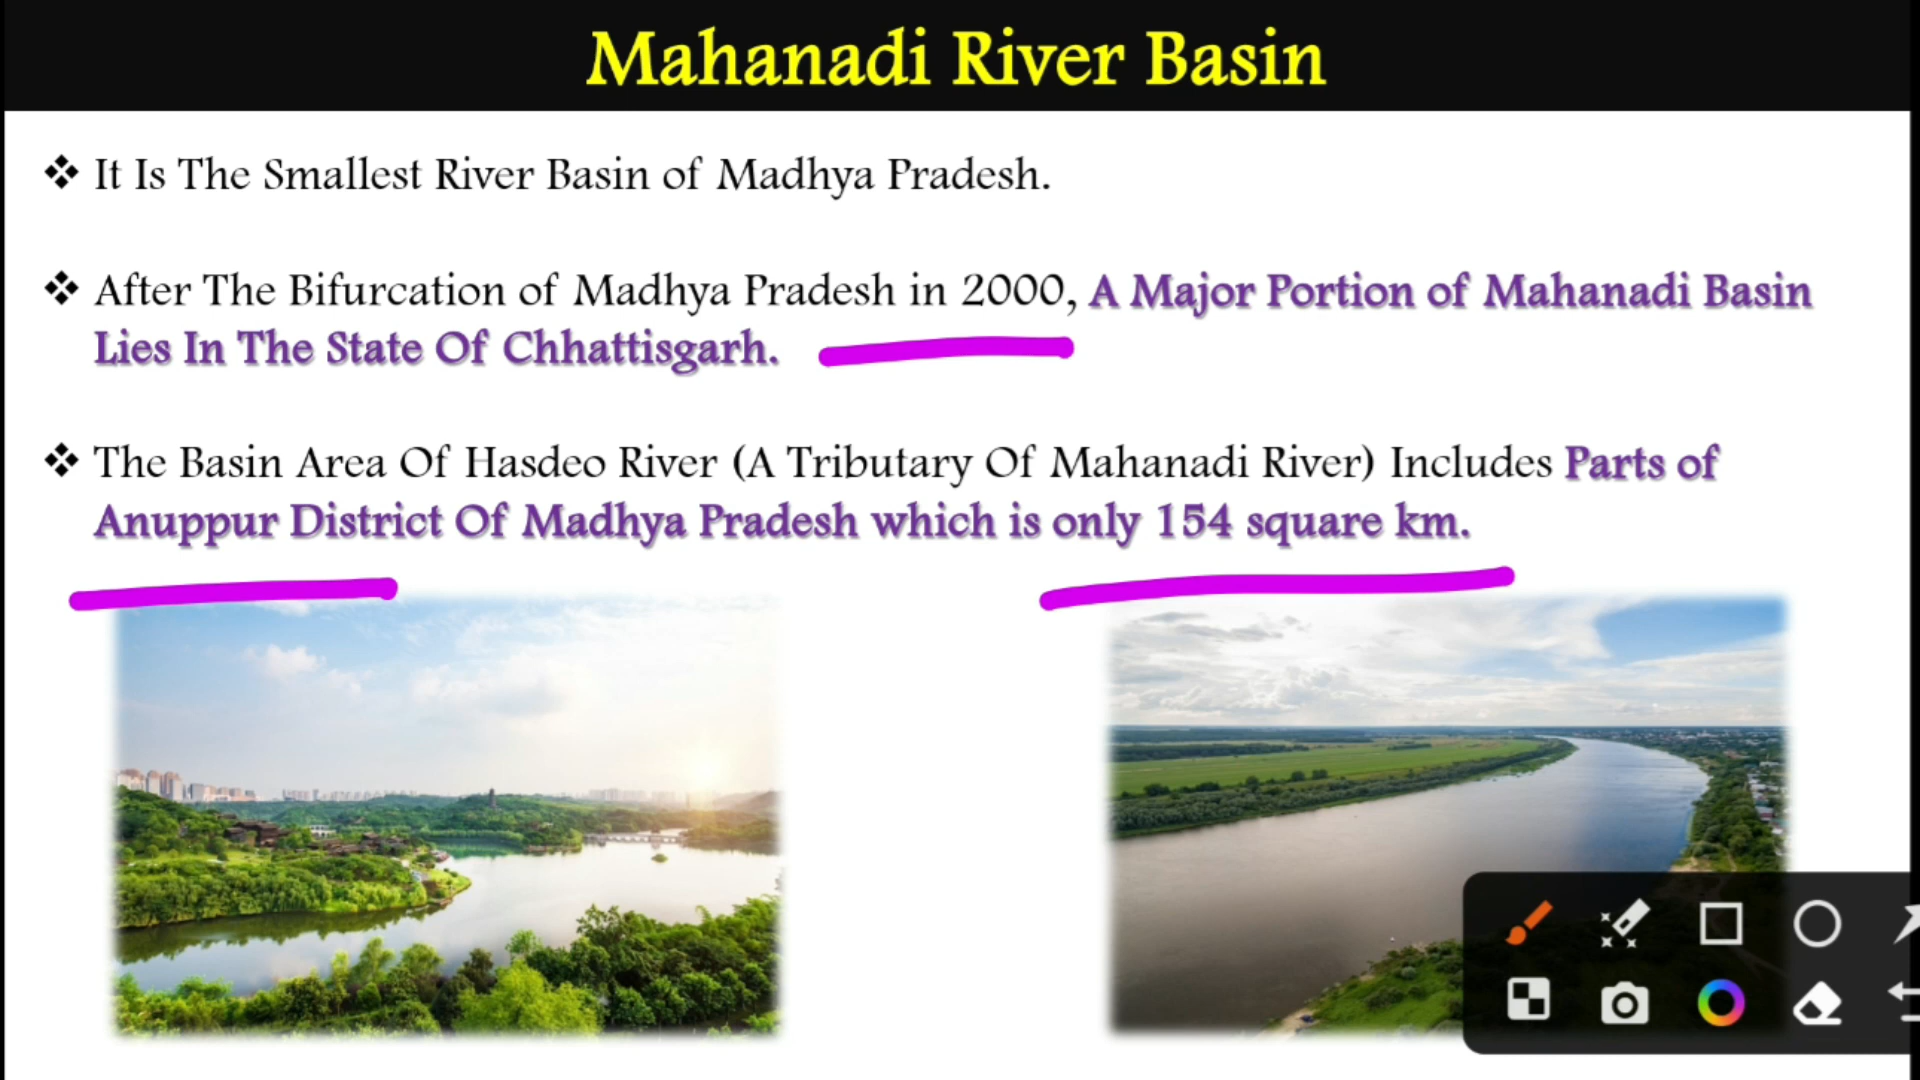 Mahanadi River Basin
It Is The Smallest River Basin of Madhya Pradesh.
After The Bifurcation of Madhya Pradesh in 2000, A Major Portion of Mahanadi Basin
Lies In The State Of Chhattisgarh.
The Basin Area Of Hasdeo River (A Tributary Of Mahanadi River) Includes Parts of
Anuppur District Of Madhya Pradesh which is only 154 square km.